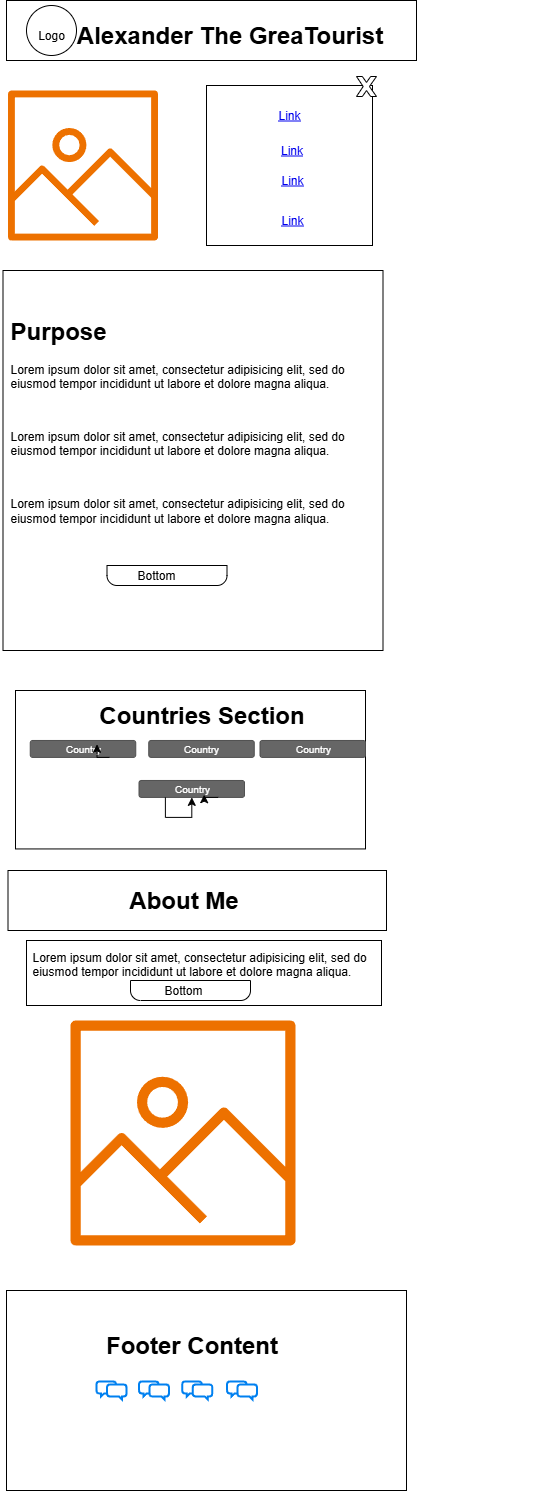 Logo
Alexander The GreaTourist
Link
Link
Link
Link
Purpose
Lorem ipsum dolor sit amet, consectetur adipisicing elit, sed do
eiusmod tempor incididunt ut labore et dolore magna aliqua.
Lorem ipsum dolor sit amet, consectetur adipisicing elit, sed do
eiusmod tempor incididunt ut labore et dolore magna aliqua.
Lorem ipsum dolor sit amet, consectetur adipisicing elit, sed do
eiusmod tempor incididunt ut labore et dolore magna aliqua.
Bottom
Countries Section
Country Country Country
Country
About Me
Lorem ipsum dolor sit amet, consectetur adipisicing elit, sed do
eiusmod tempor incididunt ut labore et dolore magna aliqua.
Bottom
Footer Content